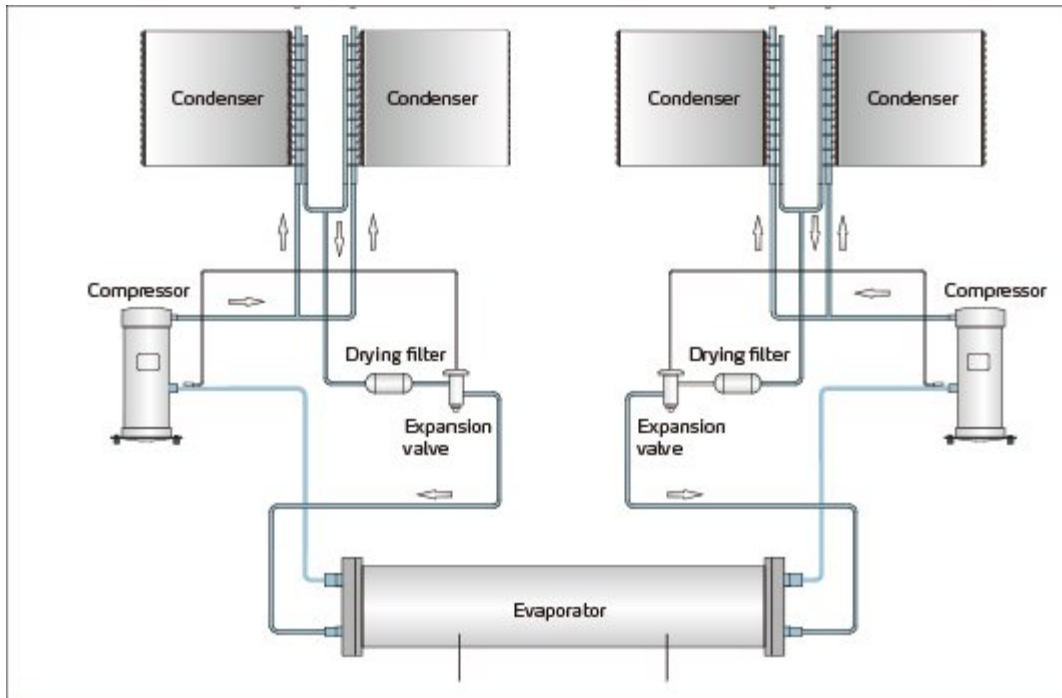 Condenser
Condenser
Condenser
Condenser
Compressor
Compressor
Drying filter
Drying filter
Expansion
valve
Expansion
valve
Evaporator